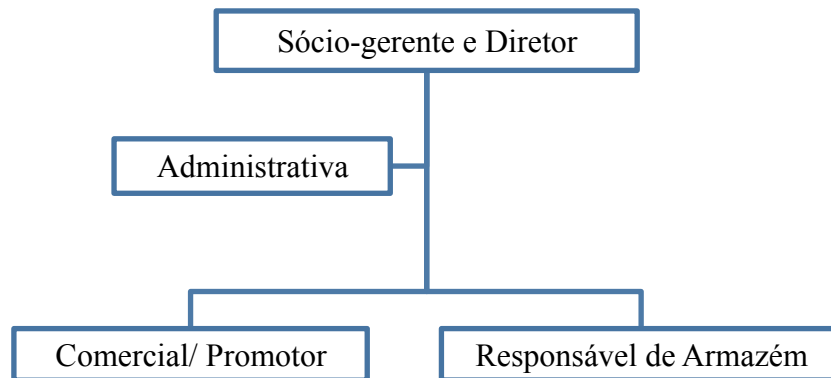 Sócio-gerente e Diretor
Administrativa
Comercial/ Promotor
Responsável de Armazém